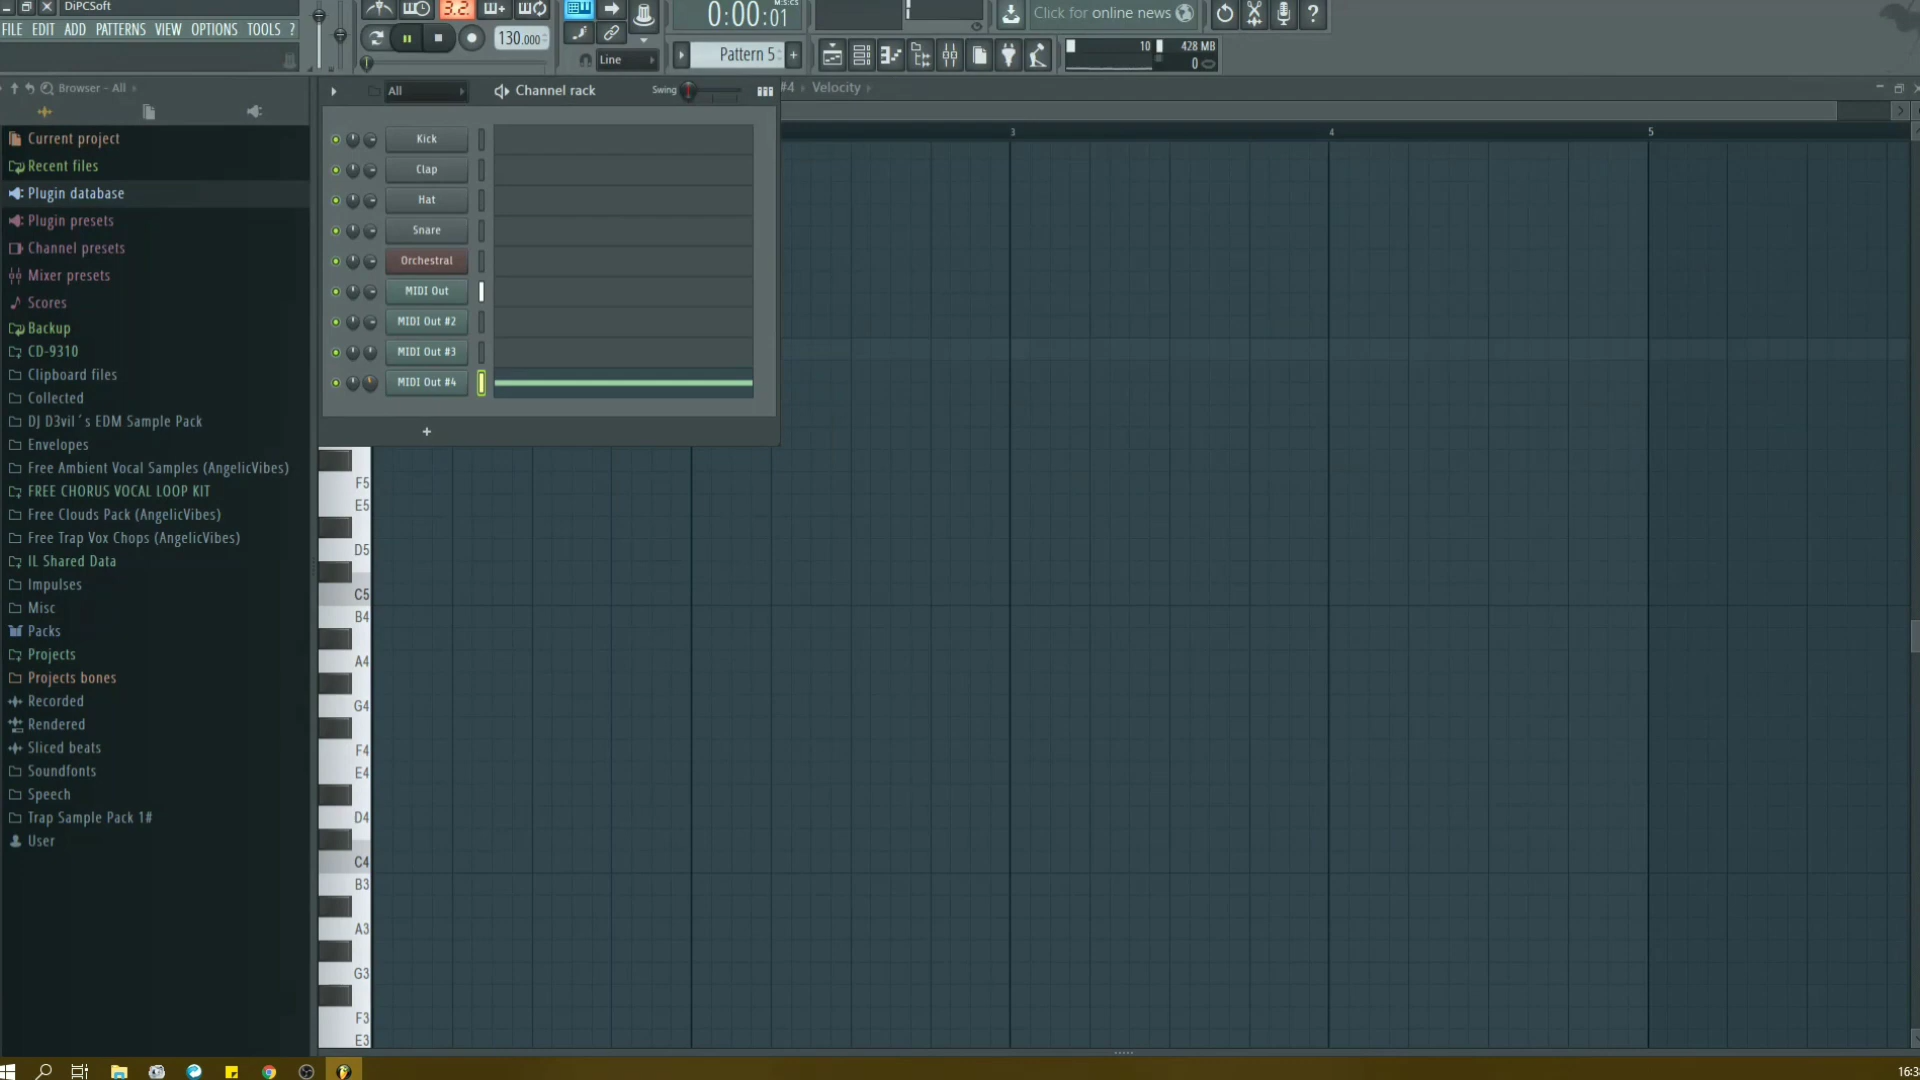 DiPCSoft
FILE EDIT ADD PATTERNS VIEW OPTIONS TOOLS ?
3.2.
130.000
Line
0:00:01
M:S:CS
Pattern 5
+
Click for online news
?
10
428 MB
0
Browser - All
All
Channel rack
Swing
#4
Velocity
3
4
5
Current project
Recent files
Plugin database
Plugin presets
Channel presets
Mixer presets
Scores
Backup
CD-9310
Clipboard files
Collected
DJ D3vil´s EDM Sample Pack
Envelopes
Free Ambient Vocal Samples (AngelicVibes)
FREE CHORUS VOCAL LOOP KIT
Free Clouds Pack (AngelicVibes)
Free Trap Vox Chops (AngelicVibes)
IL Shared Data
Impulses
Misc
Packs
Projects
Projects bones
Recorded
Rendered
Sliced beats
Soundfonts
Speech
Trap Sample Pack 1#
User
Kick
Clap
Hat
Snare
Orchestral
MIDI Out
MIDI Out #2
MIDI Out #3
MIDI Out #4
+
F5
E5
D5
C5
B4
A4
G4
F4
E4
D4
C4
B3
A3
G3
F3
E3